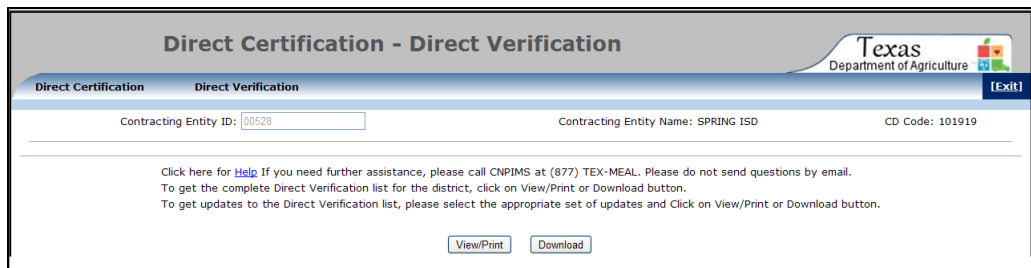 Direct Certification - Direct Verification
Texas
Department of Agriculture
Direct Certification Direct Verification [Exit]
Contracting Entity ID: 00528 Contracting Entity Name: SPRING ISD CD Code: 101919
Click here for Help If you need further assistance, please call CNPIMS at (877) TEX-MEAL. Please do not send questions by email.
To get the complete Direct Verification list for the district, click on View/Print or Download button.
To get updates to the Direct Verification list, please select the appropriate set of updates and Click on View/Print or Download button.
View/Print Download